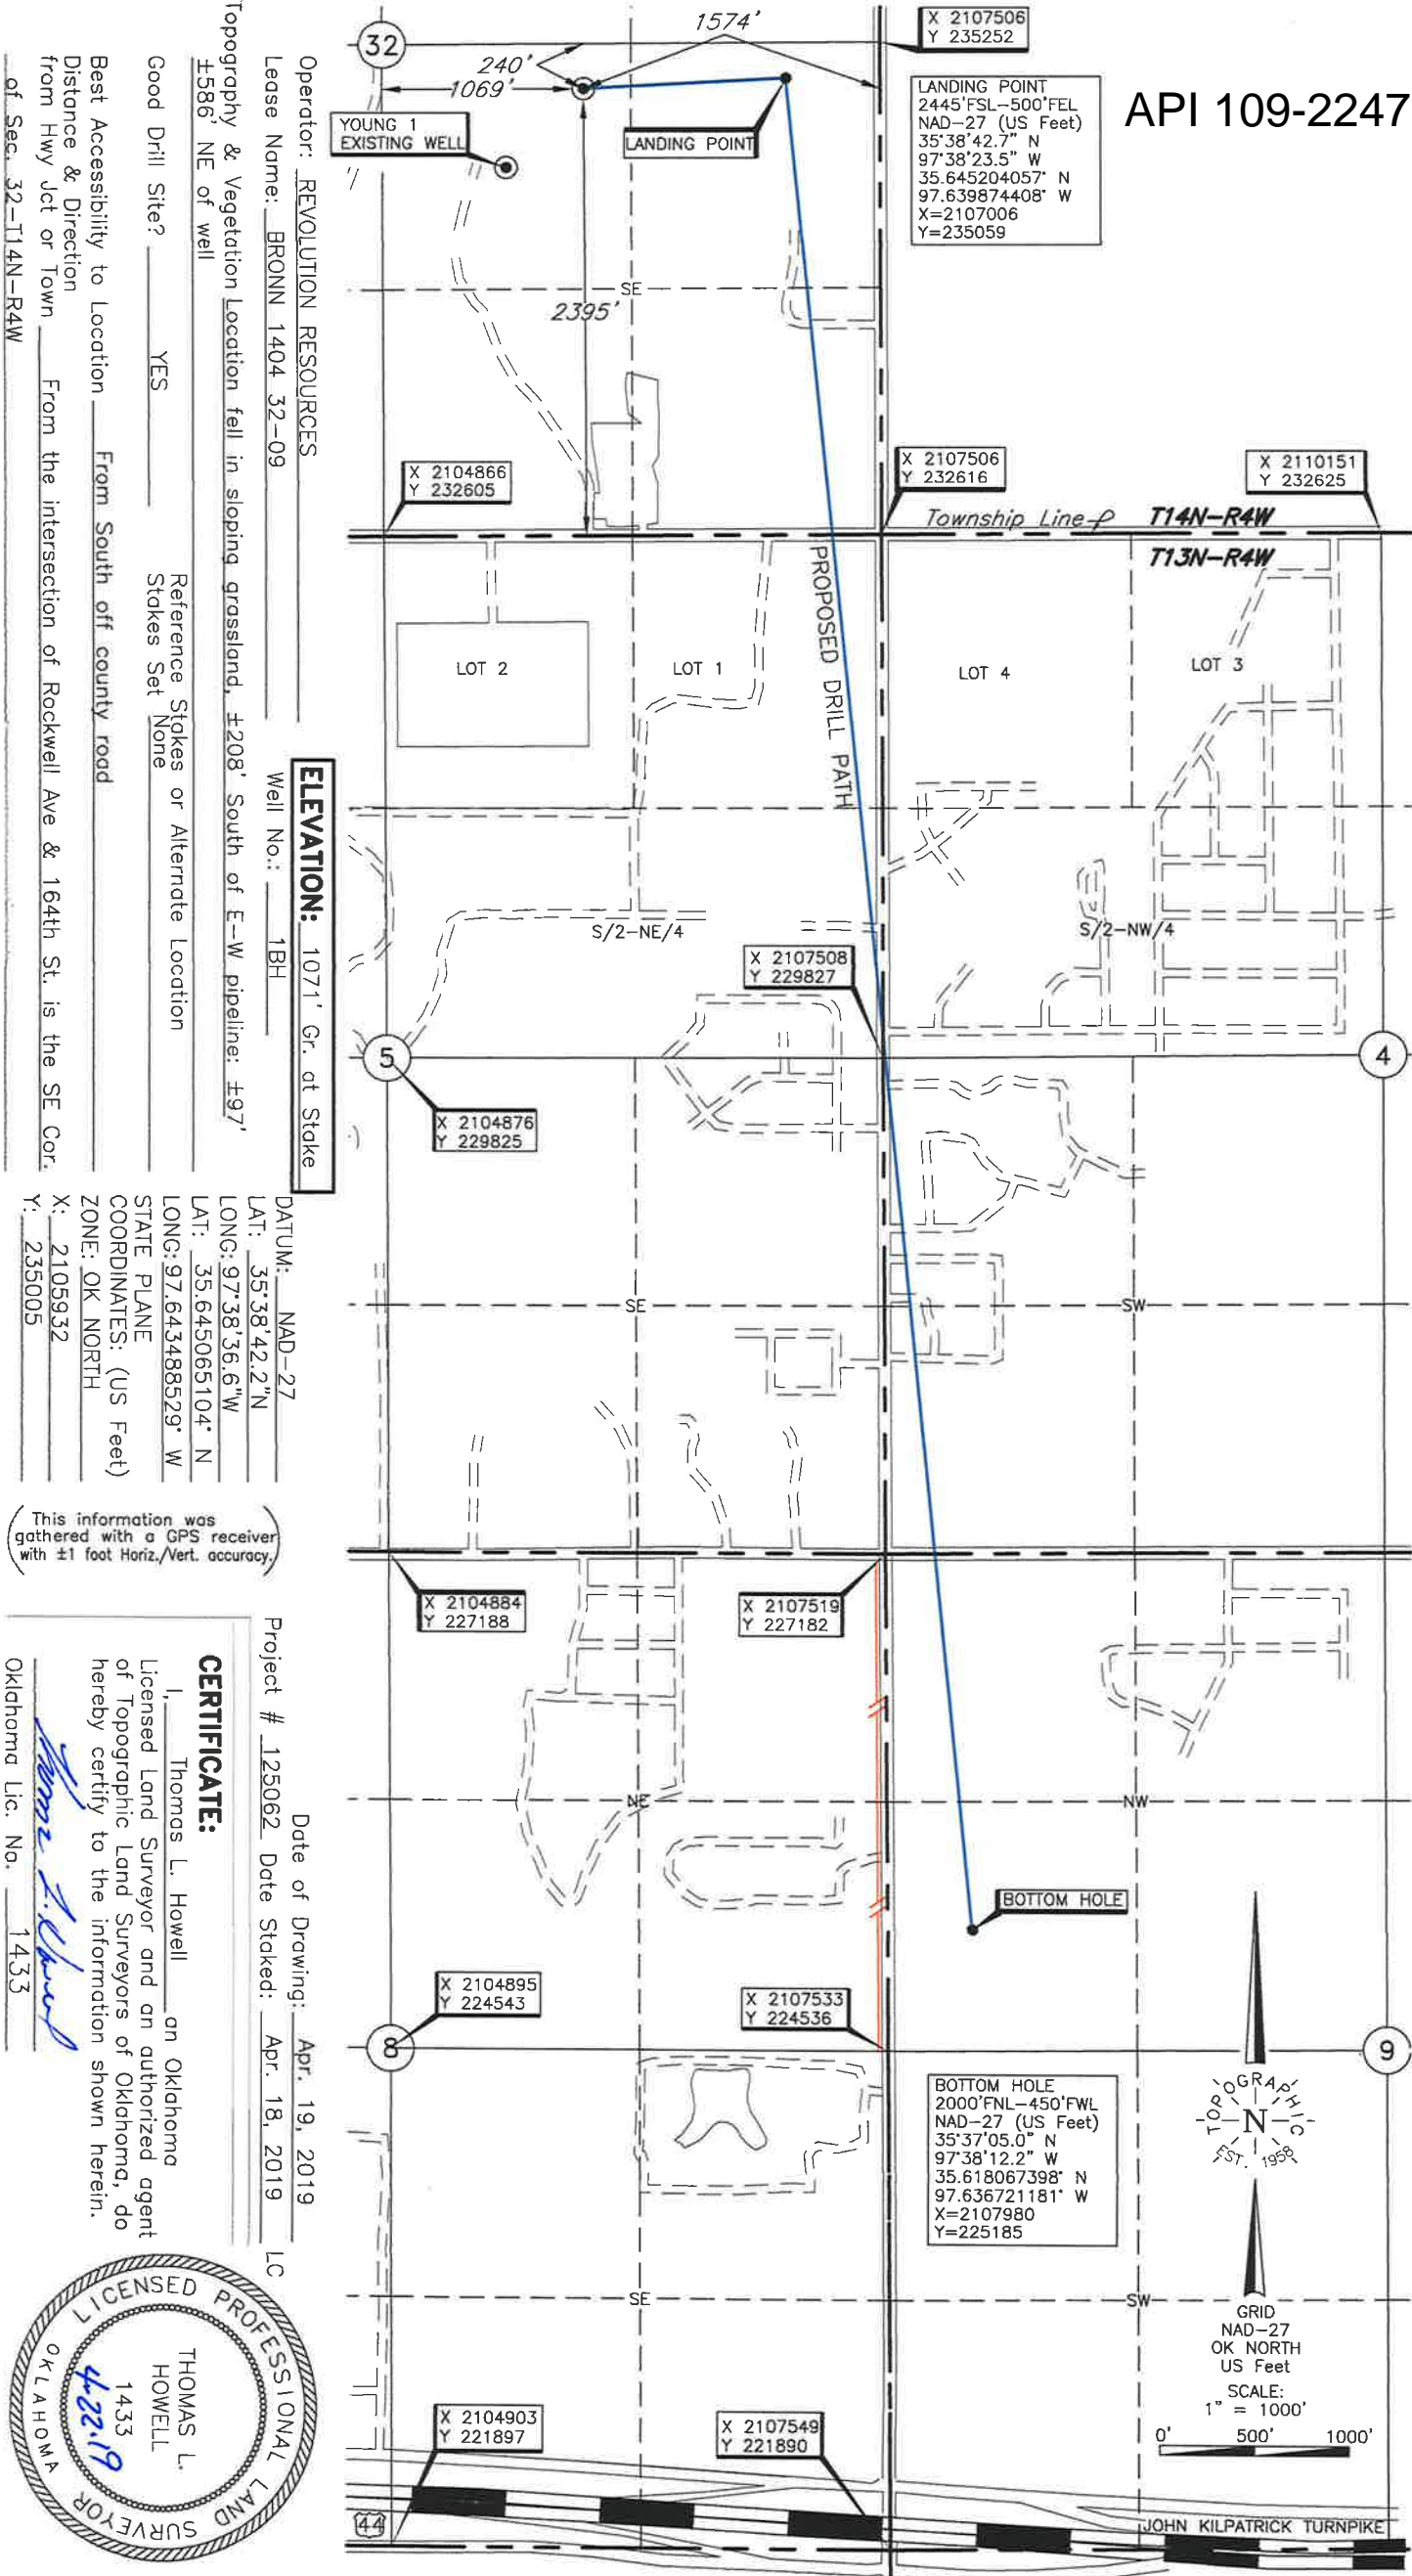 API 109-2247
X 2107506
Y 235252
1574'
32
240'
1069'
YOUNG 1
EXISTING WELL
LANDING POINT
LANDING POINT
2445'FSL-500'FEL
NAD-27 (US Feet)
35°38'42.7" N
97°38'23.5" W
35.645204057° N
97.639874408° W
X=2107006
Y=235059
SE
2395'
X 2104866
Y 232605
X 2107506
Y 232616
X 2110151
Y 232625
Township Line
T14N-R4W
T13N-R4W
PROPOSED DRILL PATH
LOT 2
LOT 1
LOT 4
LOT 3
S/2-NE/4
S/2-NW/4
X 2107508
Y 229827
5
4
X 2104876
Y 229825
SE
SW
X 2104884
Y 227188
X 2107519
Y 227182
NE
NW
BOTTOM HOLE
X 2104895
Y 224543
X 2107533
Y 224536
8
9
BOTTOM HOLE
2000'FNL-450'FWL
NAD-27 (US Feet)
35°37'05.0" N
97°38'12.2" W
35.618067398° N
97.636721181° W
X=2107980
Y=225185
TOPOGRAPHIC
N
EST. 1958
SE
SW
GRID
NAD-27
OK NORTH
US Feet
SCALE:
1" = 1000'
0' 500' 1000'
X 2104903
Y 221897
X 2107549
Y 221890
44
JOHN KILPATRICK TURNPIKE
Operator: REVOLUTION RESOURCES
ELEVATION: 1071' Gr. at Stake
Lease Name: BRONN 1404 32-09
Well No.: 1BH
Topography & Vegetation Location fell in sloping grassland, ±208' South of E-W pipeline: ±97'
±586' NE of well
Good Drill Site? YES
Reference Stakes or Alternate Location
Stakes Set None
Best Accessibility to Location From South off county road
Distance & Direction
from Hwy Jct or Town From the intersection of Rockwell Ave & 164th St. is the SE Cor.
of Sec. 32-T14N-R4W
DATUM: NAD-27
LAT: 35°38'42.2"N
LONG: 97°38'36.6"W
LAT: 35.645065104° N
LONG: 97.643488529° W
STATE PLANE
COORDINATES: (US Feet)
ZONE: OK NORTH
X: 2105932
Y: 235005
This information was
gathered with a GPS receiver
with ±1 foot Horiz./Vert. accuracy.
Date of Drawing: Apr. 19, 2019
Project # 125062 Date Staked: Apr. 18, 2019 LC
CERTIFICATE:
I, Thomas L. Howell an Oklahoma
Licensed Land Surveyor and an authorized agent
of Topographic Land Surveyors of Oklahoma, do
hereby certify to the information shown herein.
Oklahoma Lic. No. 1433
LICENSED PROFESSIONAL LAND SURVEYOR
THOMAS L.
HOWELL
1433
4-22-19
OKLAHOMA